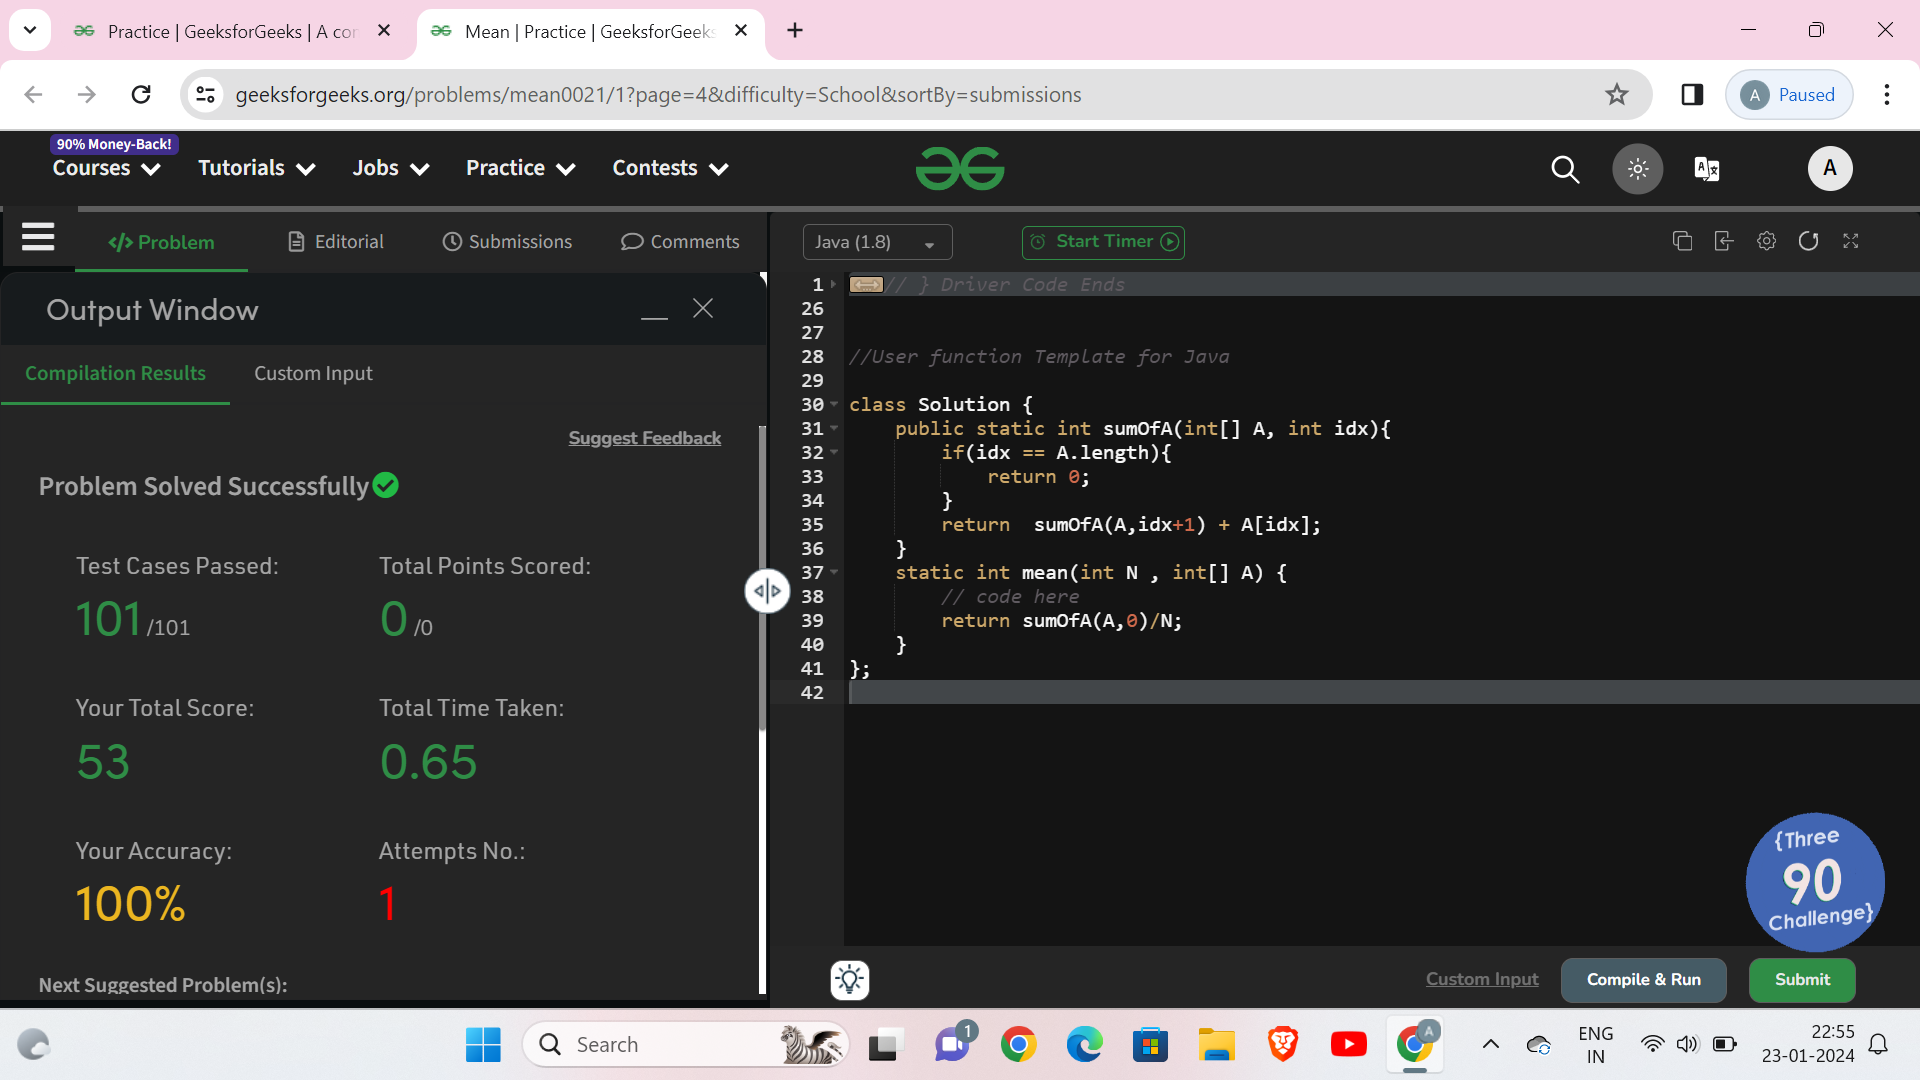 Practice | GeeksforGeeks | A co
Mean | Practice | GeeksforGeeks
geeksforgeeks.org/problems/mean0021/1?page=4&difficulty=School&sortBy=submissions
A Paused
90% Money-Back!
Courses Tutorials Jobs Practice Contests
A
Problem Editorial Submissions Comments
Java (1.8) Start Timer
Output Window
Compilation Results Custom Input
Suggest Feedback
Problem Solved Successfully
Test Cases Passed: Total Points Scored:
101 /101 0 /0
Your Total Score: Total Time Taken:
53 0.65
Your Accuracy: Attempts No.:
100% 1
Next Suggested Problem(s):
1 // } Driver Code Ends
26
27
28 //User function Template for Java
29
30 class Solution {
31 public static int sumOfA(int[] A, int idx){
32 if(idx == A.length){
33 return 0;
34 }
35 return  sumOfA(A,idx+1) + A[idx];
36 }
37 static int mean(int N , int[] A) {
38 // code here
39 return sumOfA(A,0)/N;
40 }
41 };
42
{Three
90
Challenge}
Custom Input Compile & Run Submit
Search
1
A
ENG
IN
22:55
23-01-2024